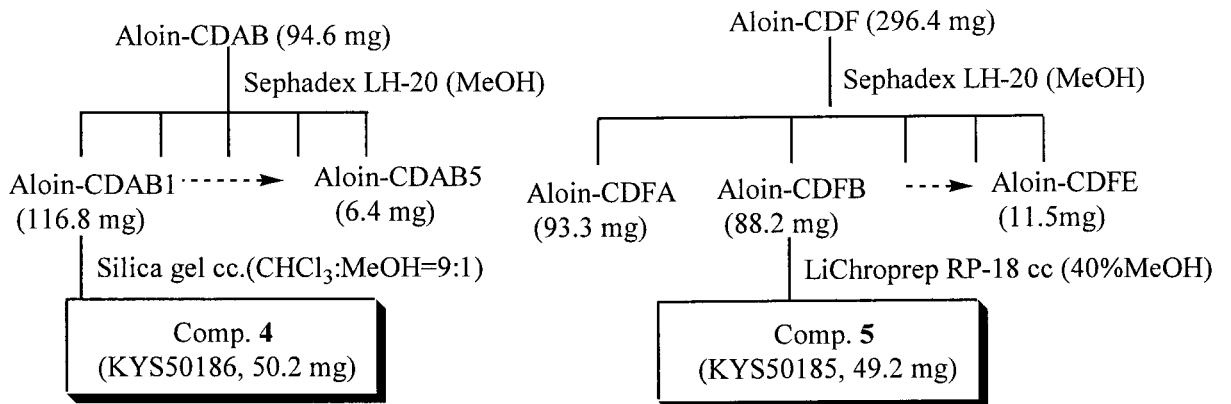 Aloin-CDAB (94.6 mg)
Sephadex LH-20 (MeOH)
Aloin-CDAB1
(116.8 mg)
Aloin-CDAB5
(6.4 mg)
Silica gel cc.(CHCl₃:MeOH=9:1)
Comp. 4
(KYS50186, 50.2 mg)
Aloin-CDF (296.4 mg)
Sephadex LH-20 (MeOH)
Aloin-CDFA
(93.3 mg)
Aloin-CDFB
(88.2 mg)
Aloin-CDFE
(11.5mg)
LiChroprep RP-18 cc (40%MeOH)
Comp. 5
(KYS50185, 49.2 mg)